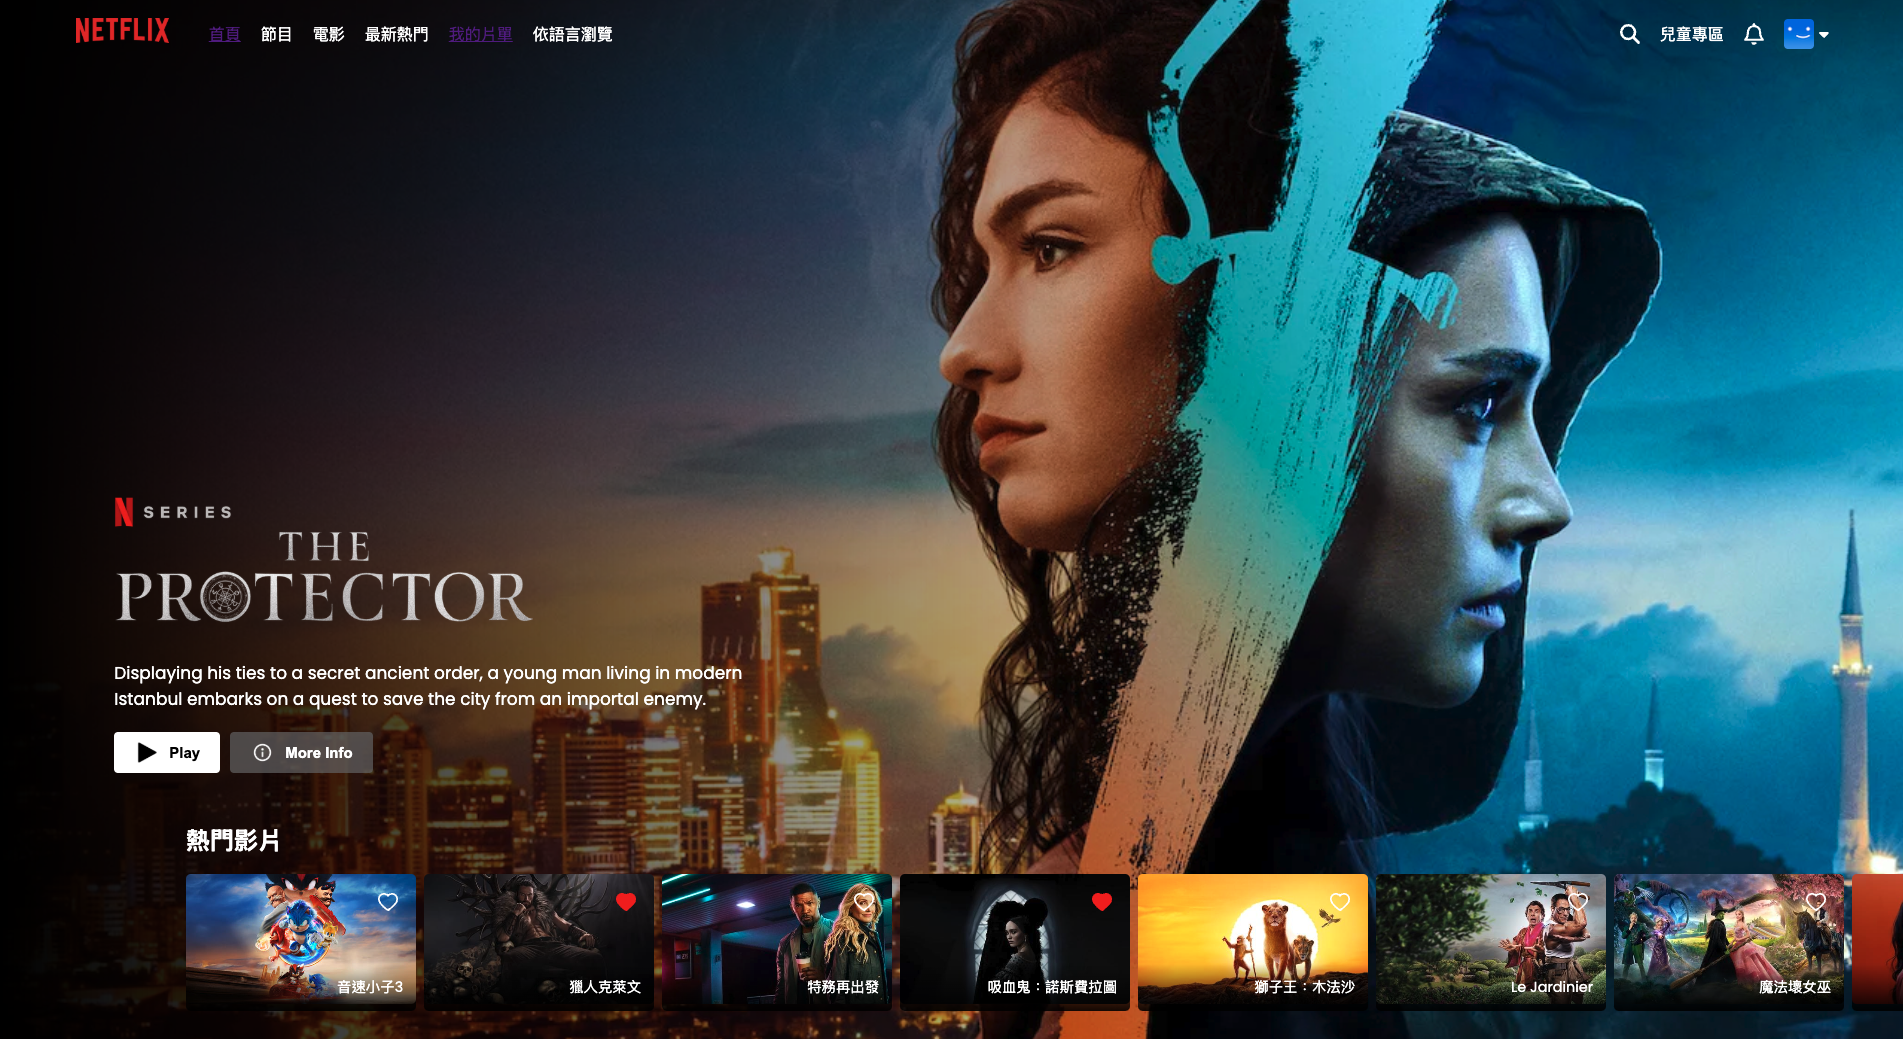 NETFLIX 首頁 節目 電影 最新熱門 我的片單 依語言瀏覽 兒童專區
N SERIES
THE
PROTECTOR
Displaying his ties to a secret ancient order, a young man living in modern
Istanbul embarks on a quest to save the city from an importal enemy.
Play More Info
熱門影片
音速小子3 獵人克萊文 特務再出發 吸血鬼：諾斯費拉圖 獅子王：木法沙 Le Jardinier 魔法壞女巫